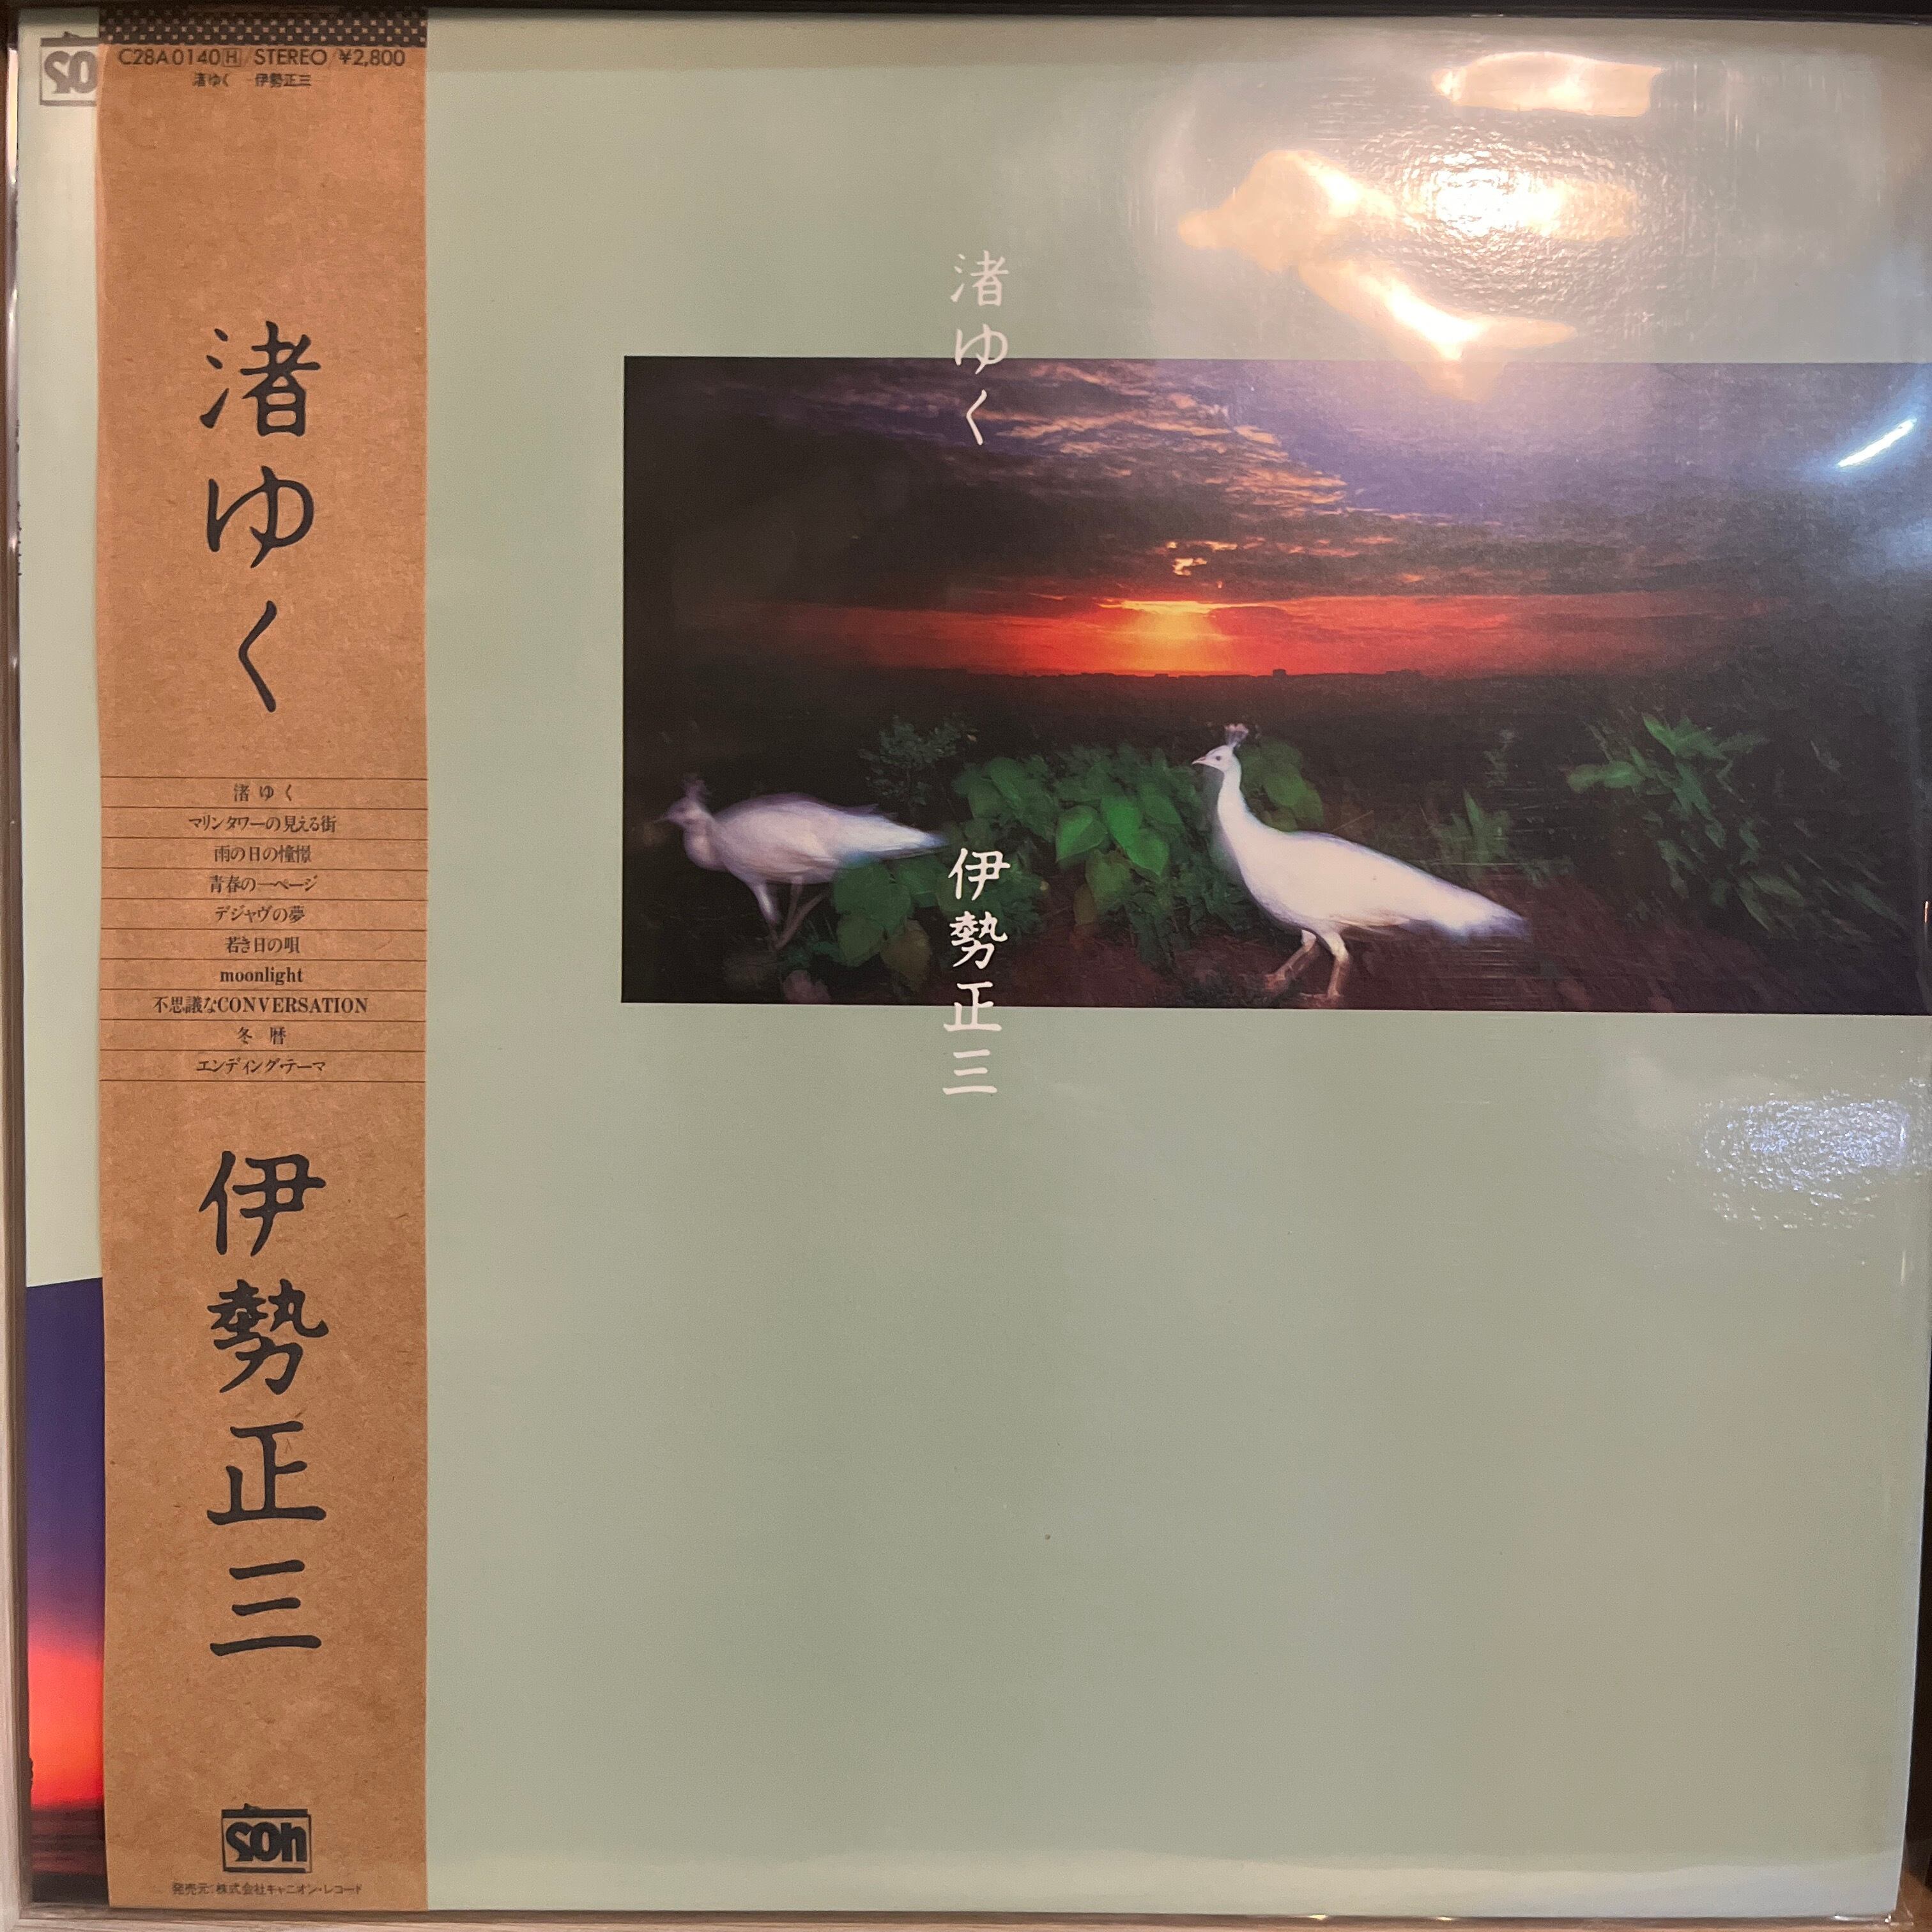 C28A0140 H / STEREO / ¥2,800
渚ゆく 伊勢正三
渚ゆく
渚ゆく
マリンタワーの見える街
雨の日の憧憬
青春の一ページ
デジャヴの夢
若き日の唄
moonlight
不思議なCONVERSATION
冬暦
エンディング・テーマ
伊勢正三
soh
発売元:株式会社キャニオン・レコード
渚ゆく
伊勢正三